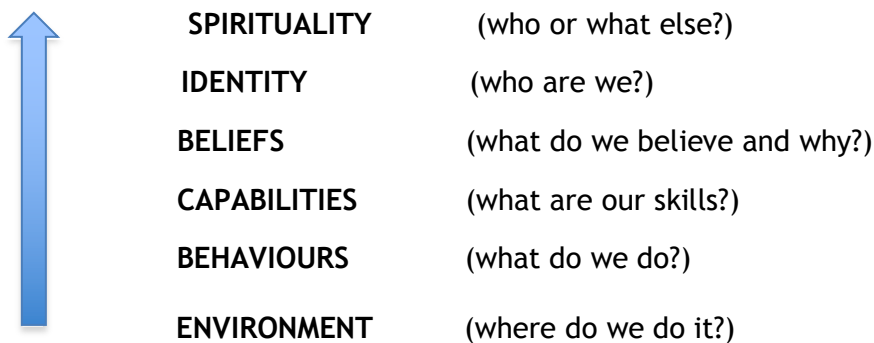 SPIRITUALITY (who or what else?)
IDENTITY (who are we?)
BELIEFS (what do we believe and why?)
CAPABILITIES (what are our skills?)
BEHAVIOURS (what do we do?)
ENVIRONMENT (where do we do it?)